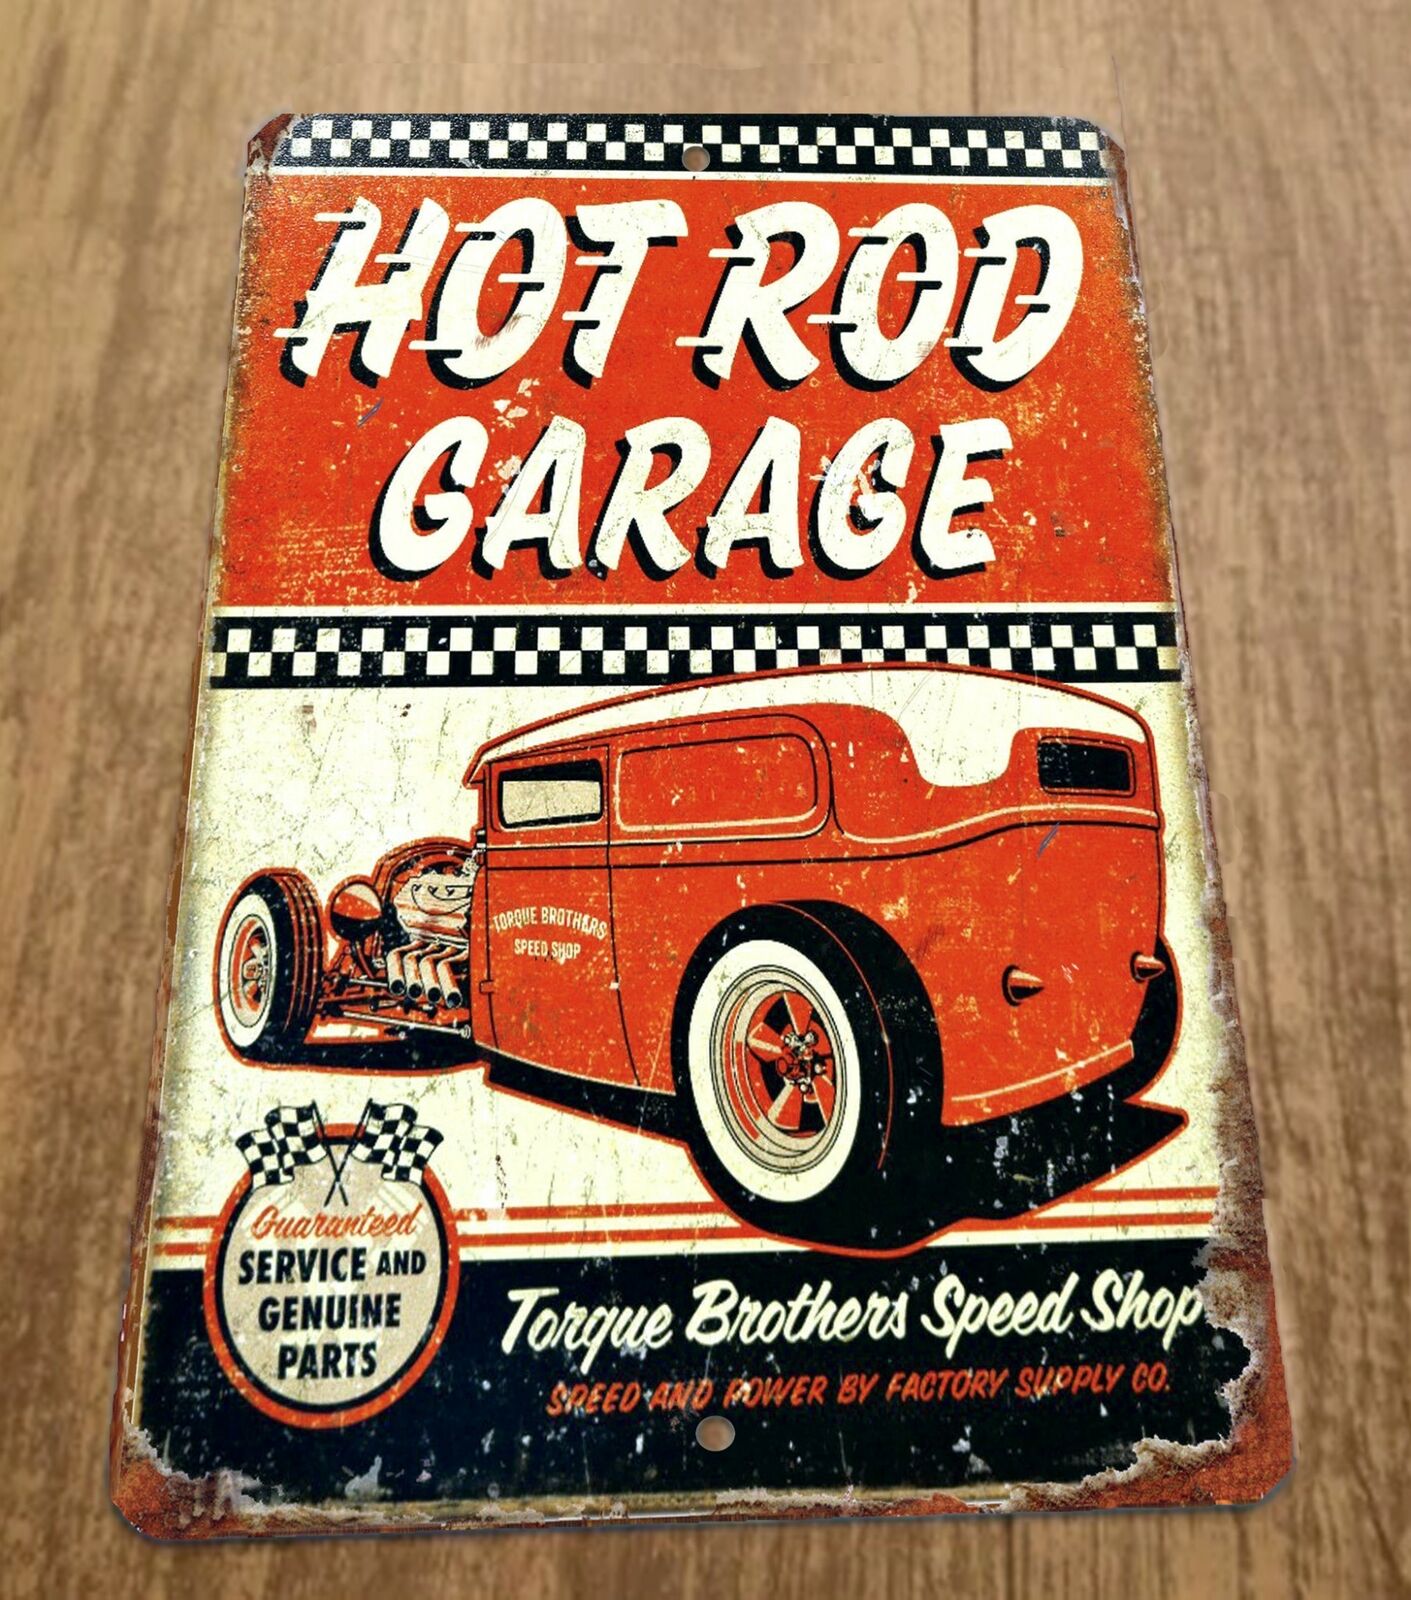 HOT ROD
GARAGE
TORQUE BROTHERS
SPEED SHOP
Guaranteed
SERVICE AND
GENUINE
PARTS
Torque Brothers Speed Shop
SPEED AND POWER BY FACTORY SUPPLY CO.